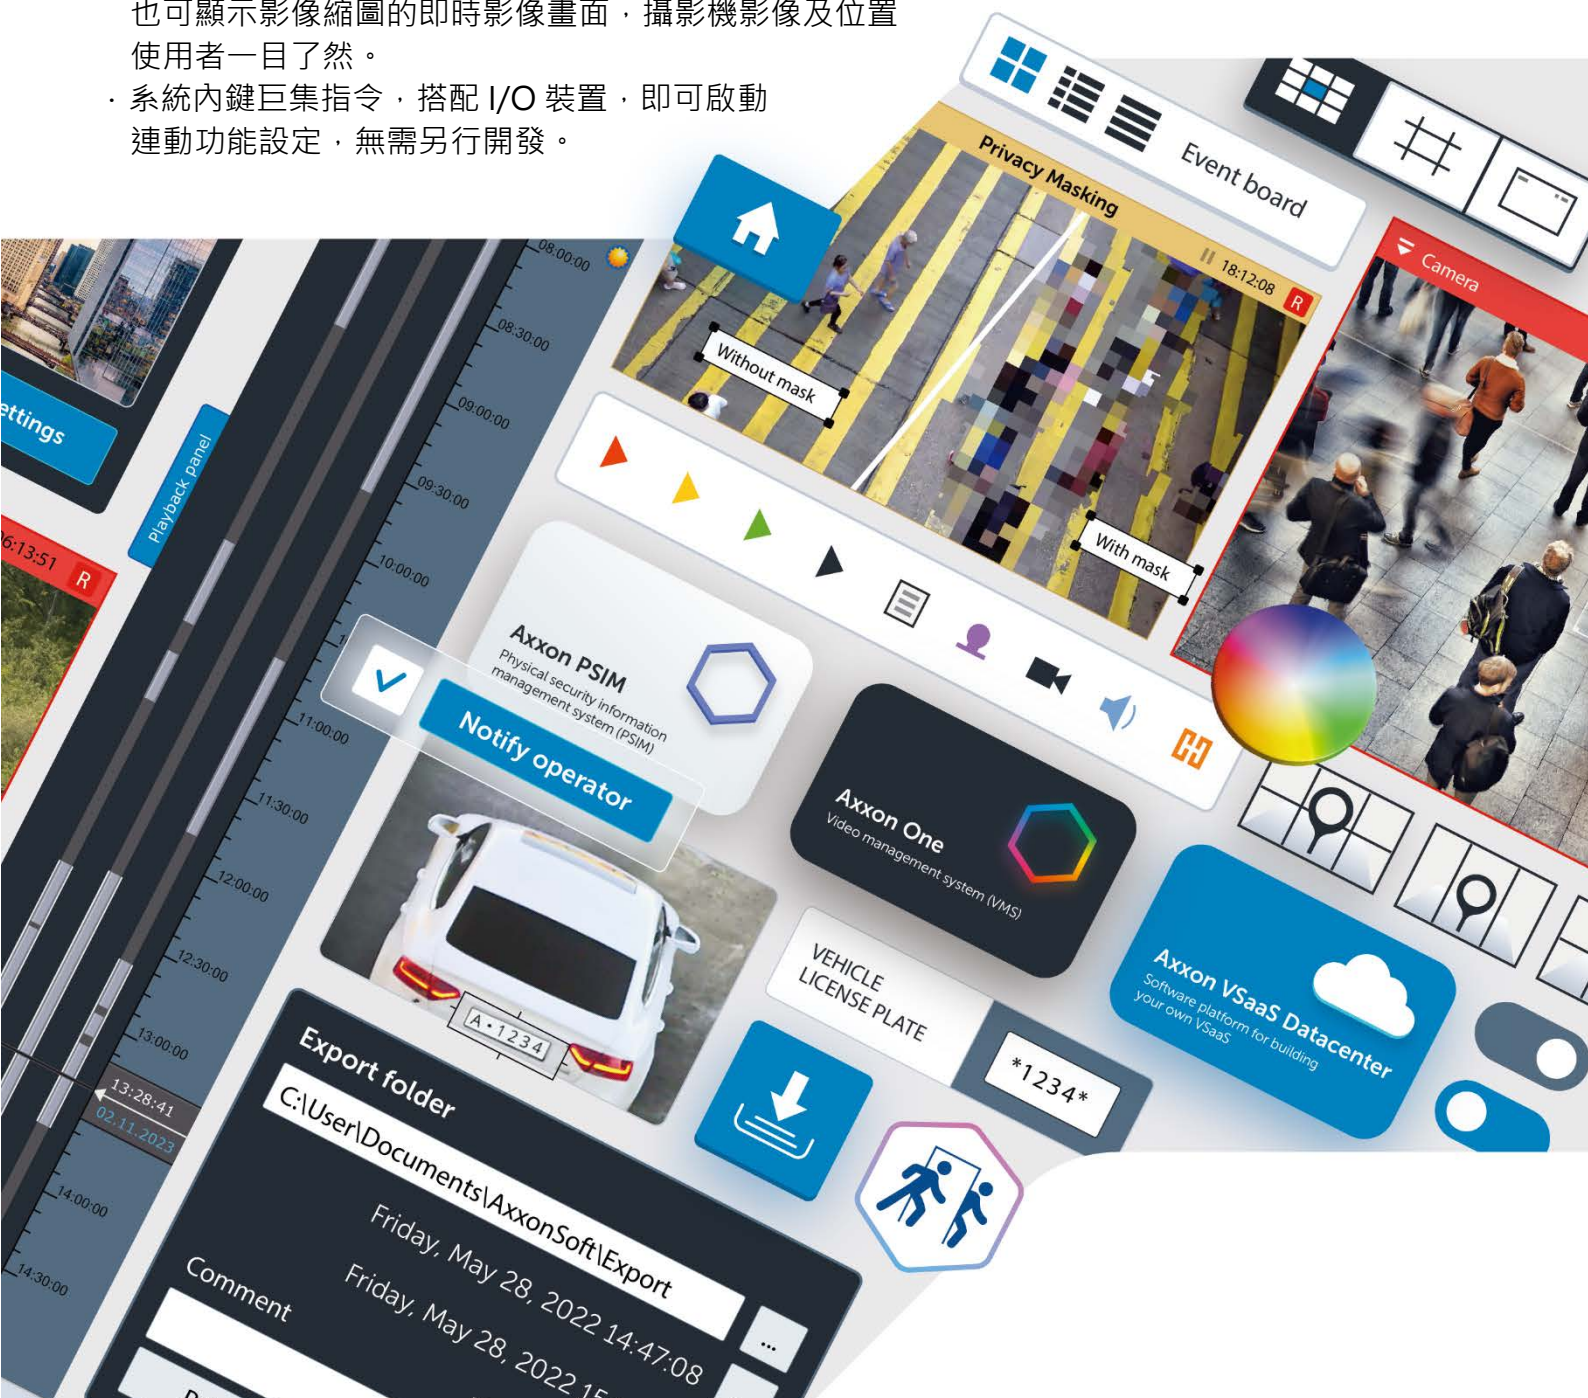 也可顯示影像縮圖的即時影像畫面，攝影機影像及位置
使用者一目了然。
· 系統內鍵巨集指令，搭配 I/O 裝置，即可啟動
連動功能設定，無需另行開發。
Event board
Privacy Masking
18:12:08
R
Camera
Without mask
With mask
ettings
Playback panel
6:13:51
R
08:00:00
08:30:00
09:00:00
09:30:00
10:00:00
11:00:00
11:30:00
12:00:00
12:30:00
13:00:00
13:28:41
02.11.2023
14:00:00
14:30:00
Axxon PSIM
Physical security information
management system (PSIM)
Notify operator
Axxon One
Video management system (VMS)
Axxon VSaaS Datacenter
Software platform for building
your own VSaaS
VEHICLE
LICENSE PLATE
*1234*
A•1234
Export folder
C:\User\Documents\AxxonSoft\Export
...
Friday, May 28, 2022 14:47:08
Friday, May 28, 2022 15
Comment